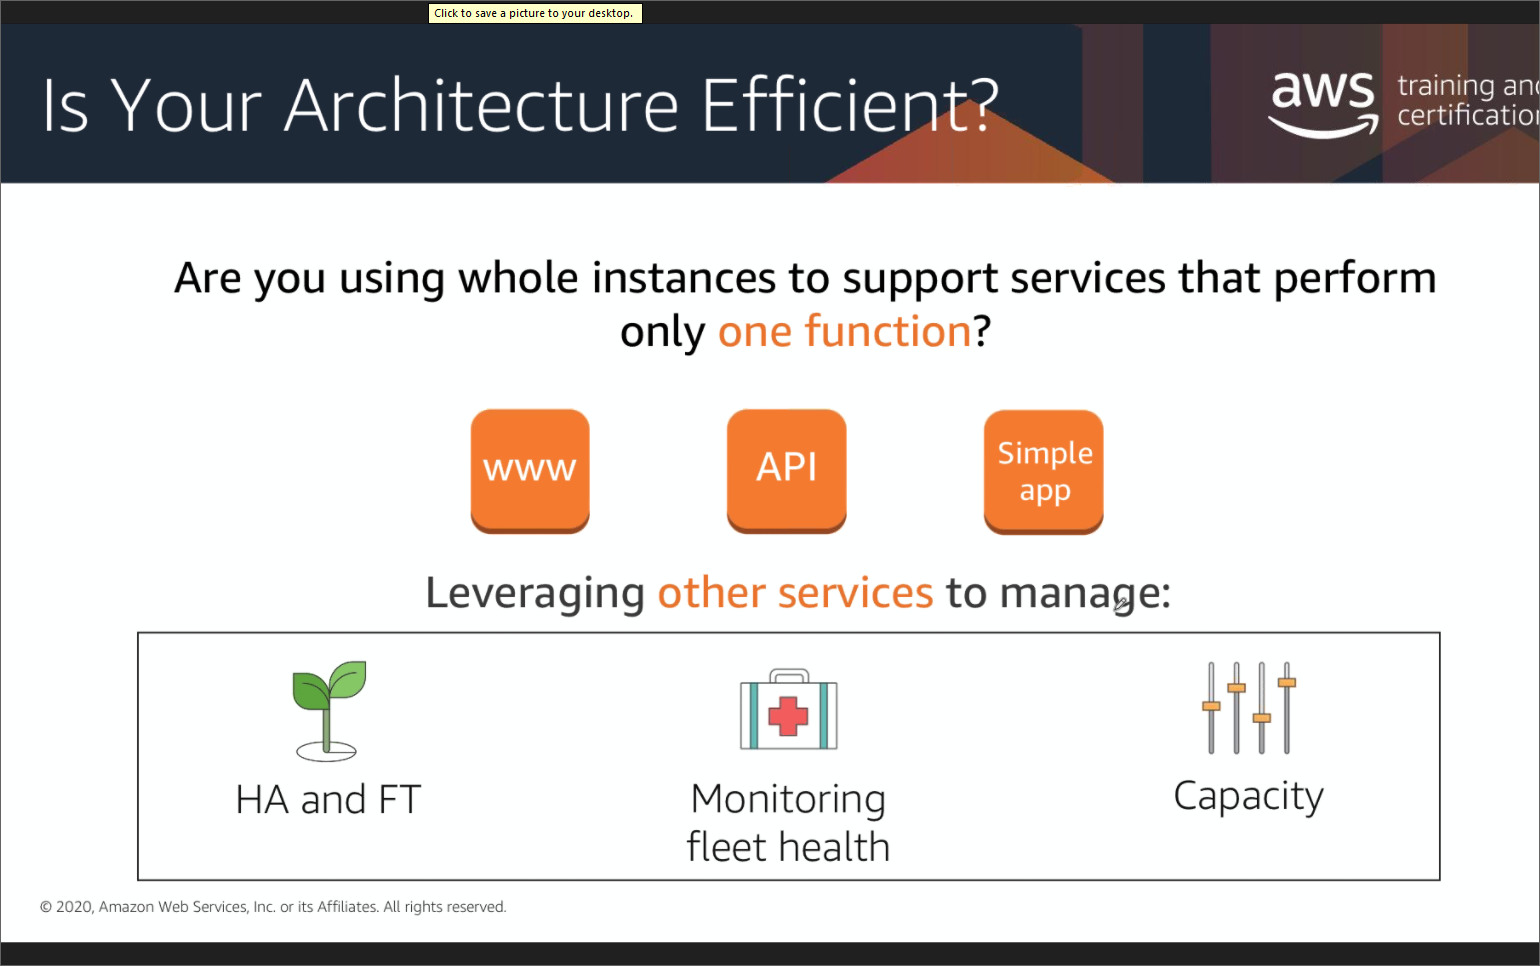 Click to save a picture to your desktop.
Is Your Architecture Efficient?
aws
training and
certification
Are you using whole instances to support services that perform
only one function?
www
API
Simple
app
Leveraging other services to manage:
HA and FT
Monitoring
fleet health
Capacity
© 2020, Amazon Web Services, Inc. or its Affiliates. All rights reserved.